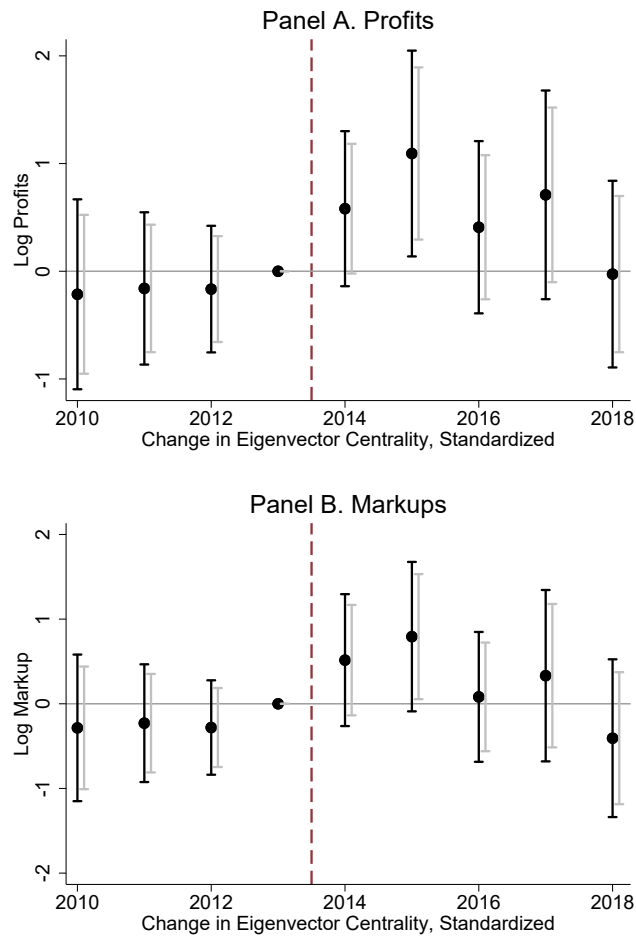 Panel A. Profits
Log Profits
2
1
0
-1
2010 2012 2014 2016 2018
Change in Eigenvector Centrality, Standardized
Panel B. Markups
Log Markup
2
1
0
-1
-2
2010 2012 2014 2016 2018
Change in Eigenvector Centrality, Standardized